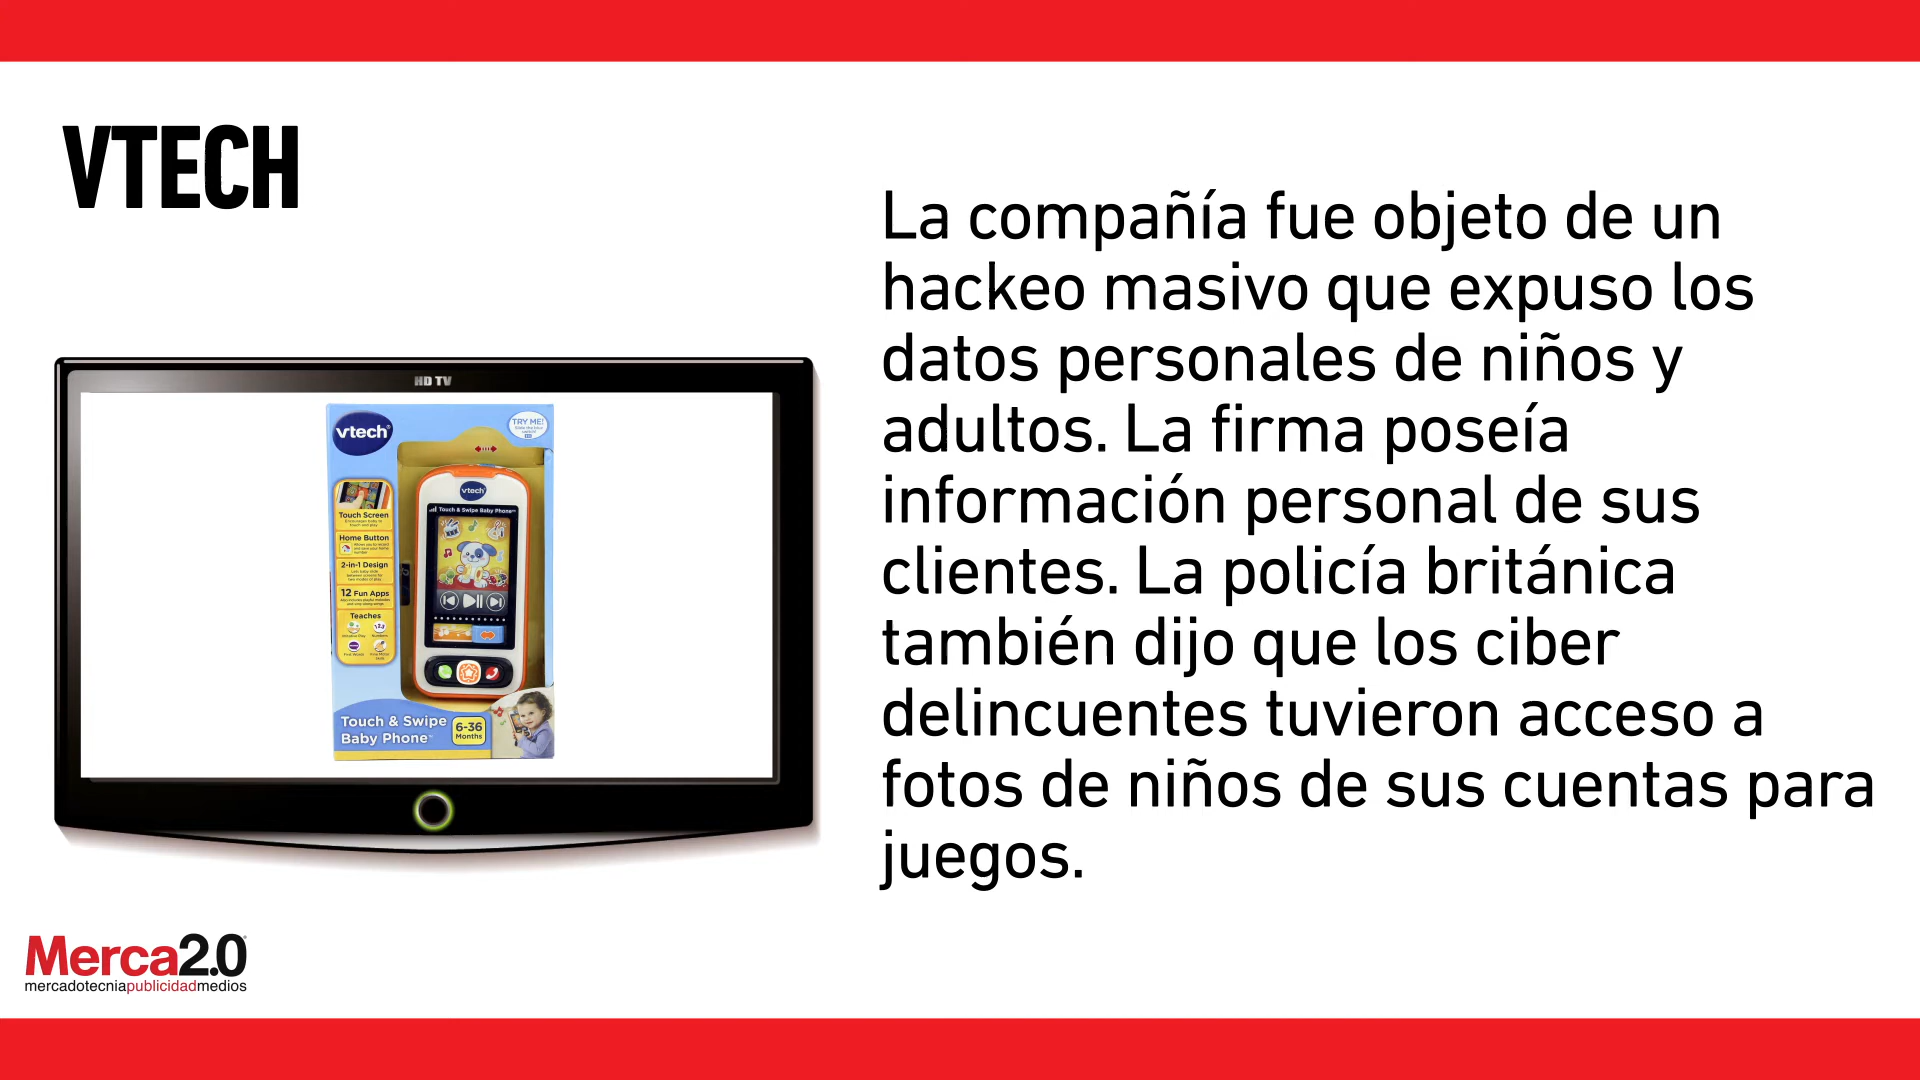 VTECH
La compañía fue objeto de un
hackeo masivo que expuso los
datos personales de niños y
adultos. La firma poseía
información personal de sus
clientes. La policía británica
también dijo que los ciber
delincuentes tuvieron acceso a
fotos de niños de sus cuentas para
juegos.
HD TV
vtech
TRY ME!
vtech
Touch & Swipe Baby Phone
Touch Screen
Home Button
2-in-1 Design
12 Fun Apps
Teaches
Touch & Swipe
Baby Phone
6-36
Months
Merca2.0
mercadotecniapublicidadmedios